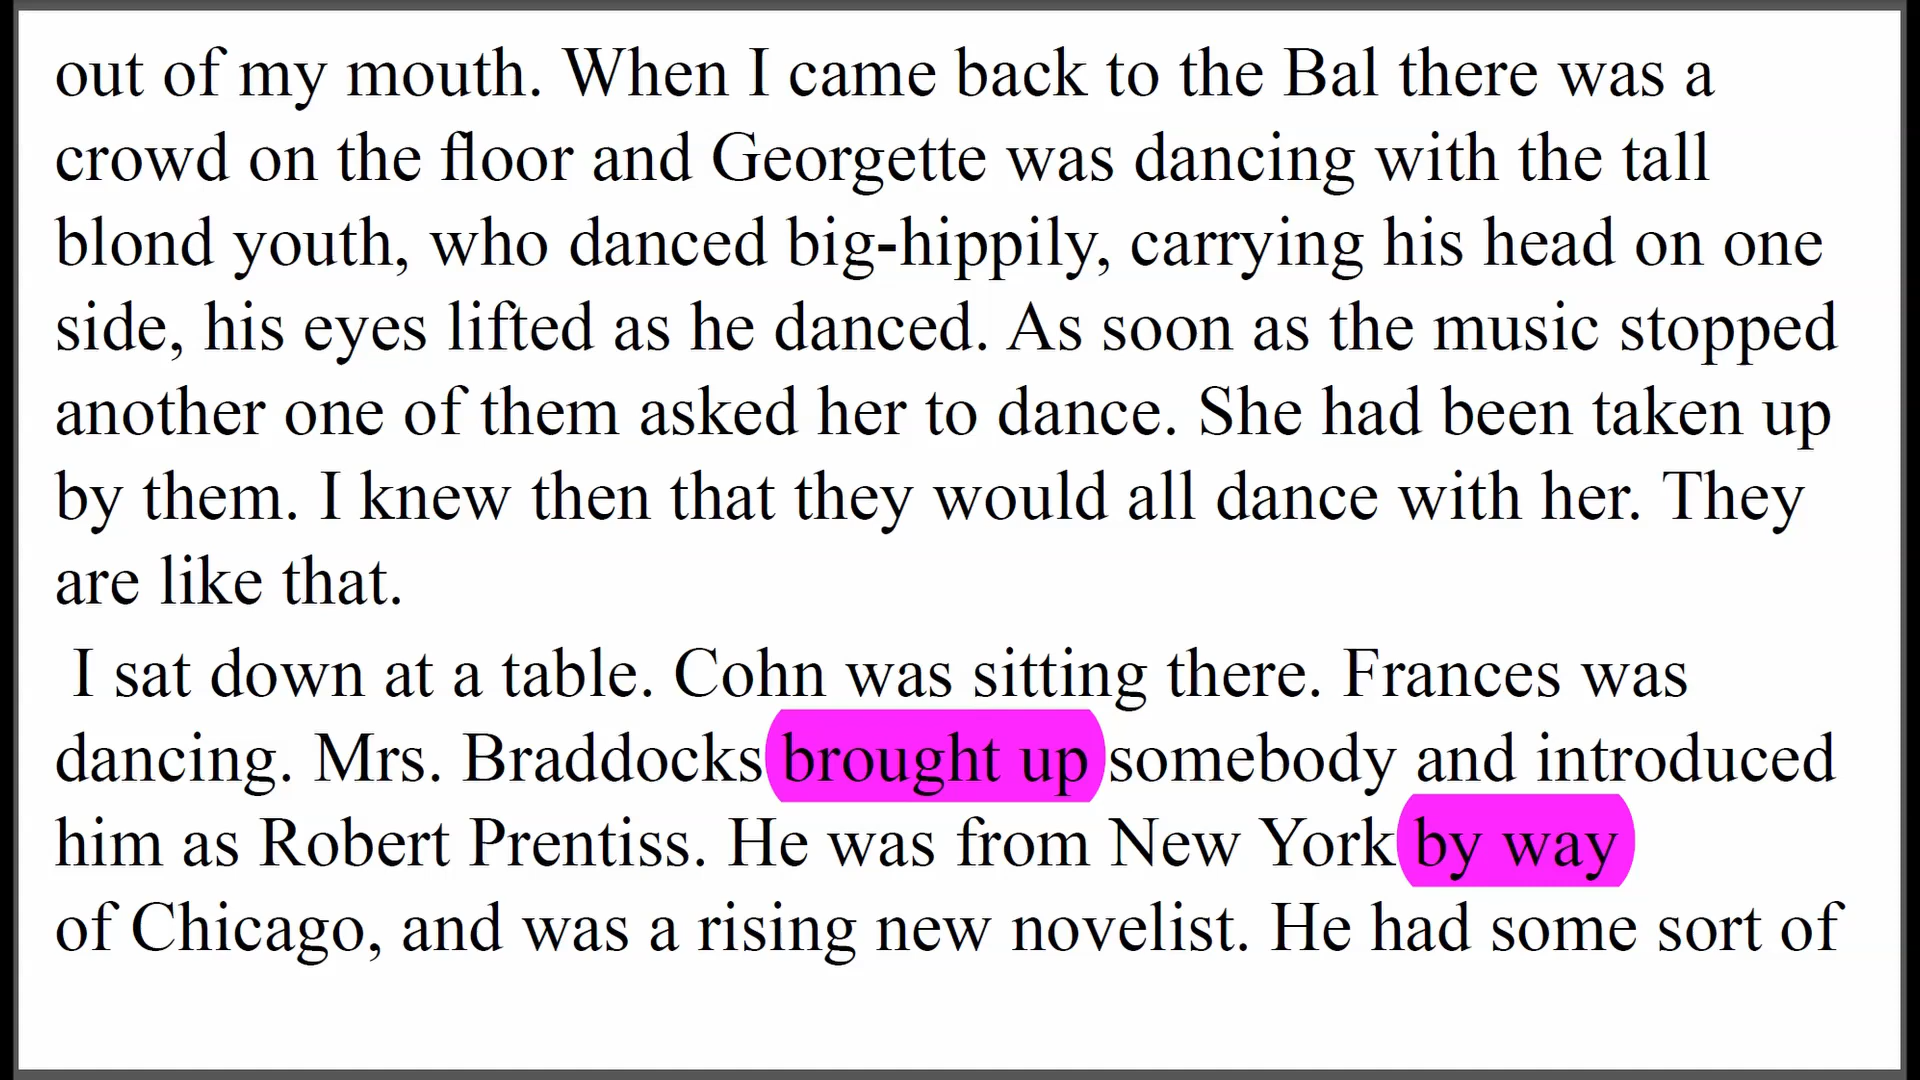 out of my mouth. When I came back to the Bal there was a
crowd on the floor and Georgette was dancing with the tall
blond youth, who danced big-hippily, carrying his head on one
side, his eyes lifted as he danced. As soon as the music stopped
another one of them asked her to dance. She had been taken up
by them. I knew then that they would all dance with her. They
are like that.
I sat down at a table. Cohn was sitting there. Frances was
dancing. Mrs. Braddocks brought up somebody and introduced
him as Robert Prentiss. He was from New York by way
of Chicago, and was a rising new novelist. He had some sort of